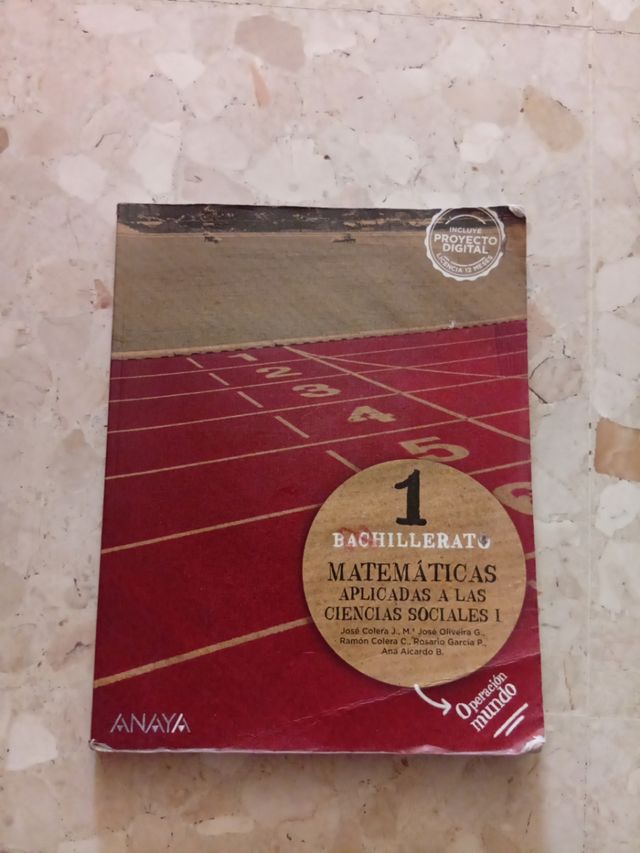 INCLUYE
PROYECTO
DIGITAL
LICENCIA 12 MESES
1
2
3
4
5
6
1
BACHILLERATO
MATEMÁTICAS
APLICADAS A LAS
CIENCIAS SOCIALES I
José Colera J., M.ª José Oliveira G.,
Ramón Colera C., Rosario García P.,
Ana Aicardo B.
Operación
mundo
ANAYA